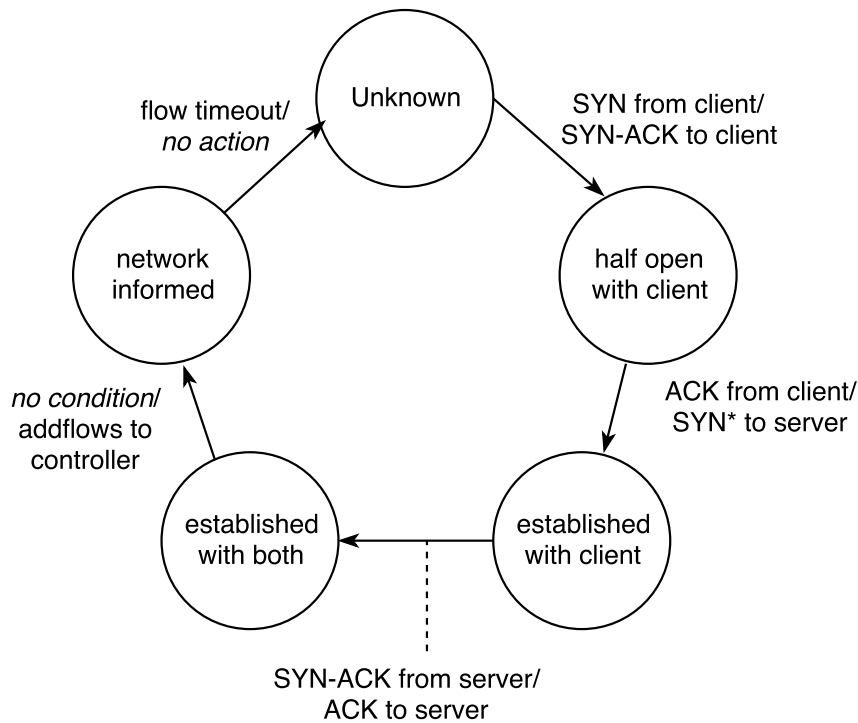 Unknown
SYN from client/
SYN-ACK to client
half open
with client
ACK from client/
SYN* to server
established
with client
SYN-ACK from server/
ACK to server
established
with both
no condition/
addflows to
controller
network
informed
flow timeout/
no action